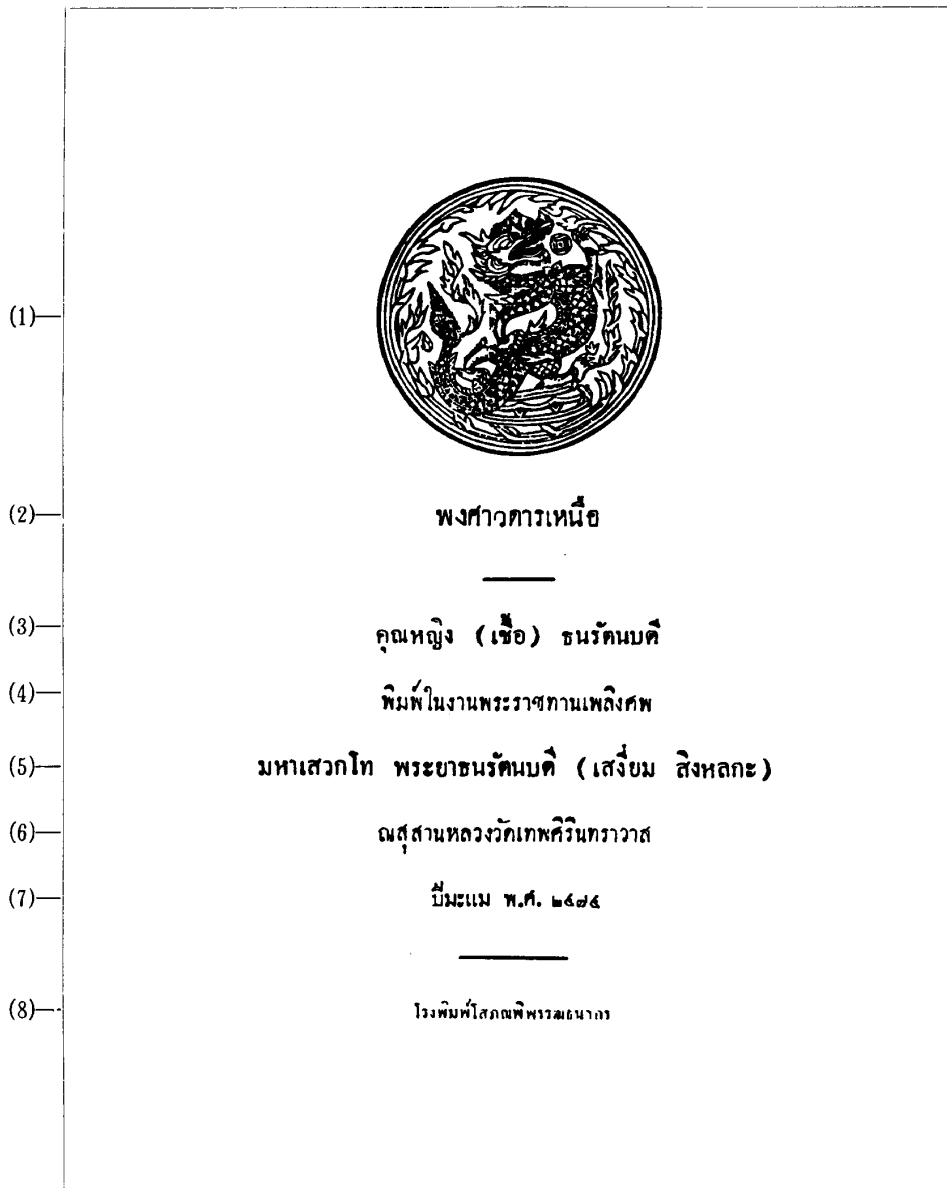 (1)
(2) พงศาวดารเหนือ
(3) คุณหญิง (เชื้อ) ธนรัตนบดี
(4) พิมพ์ในงานพระราชทานเพลิงศพ
(5) มหาเสวกโท พระยาธนรัตนบดี (เสงี่ยม สิงหลกะ)
(6) ณสุสานหลวงวัดเทพศิรินทราวาส
(7) ปีมะแม พ.ศ. ๒๔๗๔
(8) โรงพิมพ์โสภณพิพรรฒธนากร